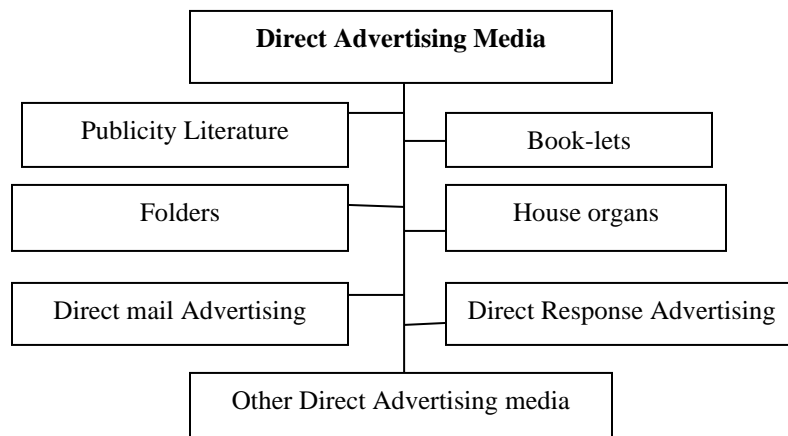 Direct Advertising Media
Publicity Literature
Book-lets
Folders
House organs
Direct mail Advertising
Direct Response Advertising
Other Direct Advertising media